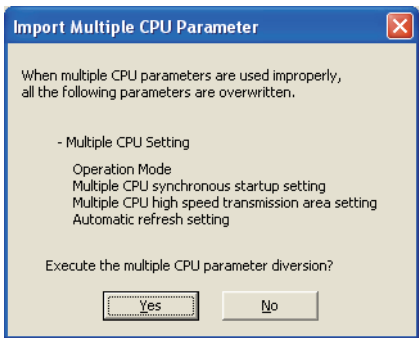 Import Multiple CPU Parameter
When multiple CPU parameters are used improperly,
all the following parameters are overwritten.
- Multiple CPU Setting
Operation Mode
Multiple CPU synchronous startup setting
Multiple CPU high speed transmission area setting
Automatic refresh setting
Execute the multiple CPU parameter diversion?
Yes No